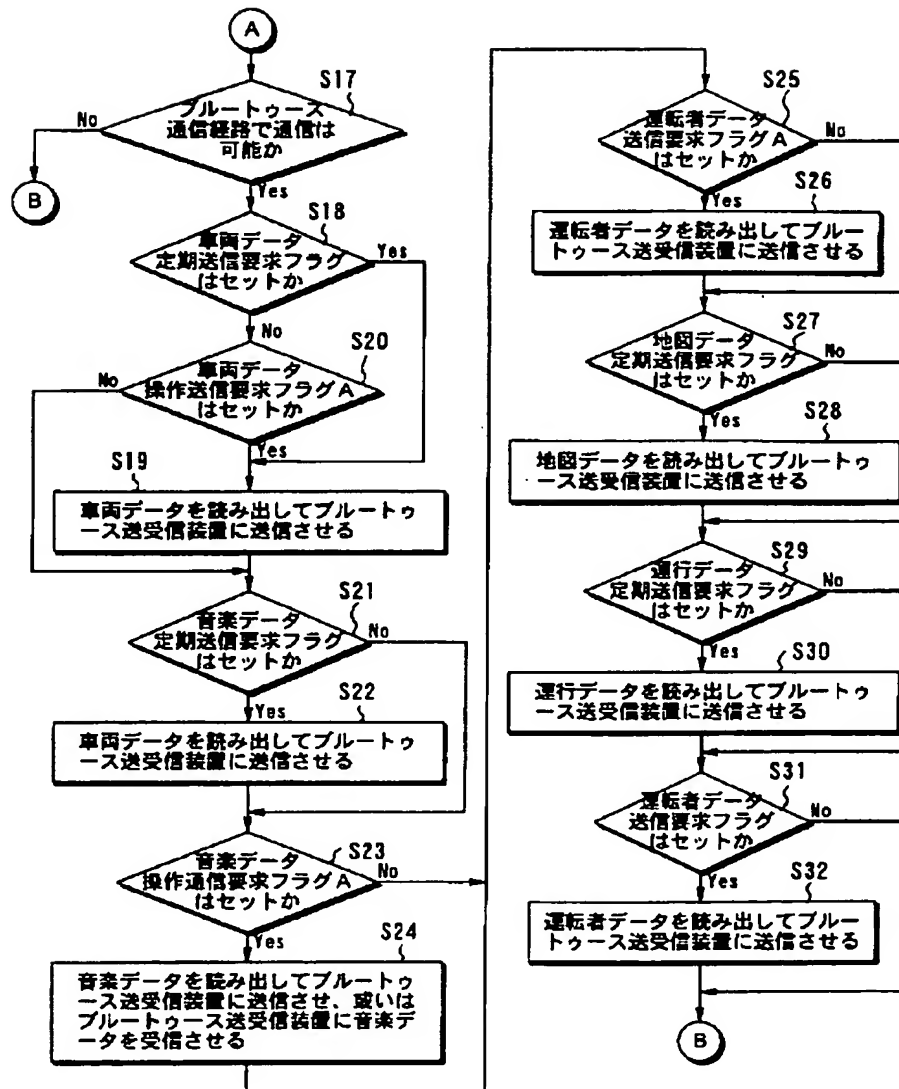 A
S17
ブルートゥース
通信経路で通信は
可能か
No
B
Yes
S18
車両データ
定期送信要求フラグ
はセットか
Yes
No
S20
車両データ
操作送信要求フラグA
はセットか
No
Yes
S19
車両データを読み出してブルートゥ
ース送受信装置に送信させる
S21
音楽データ
定期送信要求フラグ
はセットか
No
Yes
S22
車両データを読み出してブルートゥ
ース送受信装置に送信させる
S23
音楽データ
操作通信要求フラグA
はセットか
No
Yes
S24
音楽データを読み出してブルートゥ
ース送受信装置に送信させ、或いは
ブルートゥース送受信装置に音楽デ
ータを受信させる
S25
運転者データ
送信要求フラグA
はセットか
No
Yes
S26
運転者データを読み出してブルー
トゥース送受信装置に送信させる
S27
地図データ
定期送信要求フラグ
はセットか
No
Yes
S28
地図データを読み出してブルートゥ
ース送受信装置に送信させる
S29
運行データ
定期送信要求フラグ
はセットか
No
Yes
S30
運行データを読み出してブルートゥ
ース送受信装置に送信させる
S31
運転者データ
送信要求フラグ
はセットか
No
Yes
S32
運転者データを読み出してブルー
トゥース送受信装置に送信させる
B